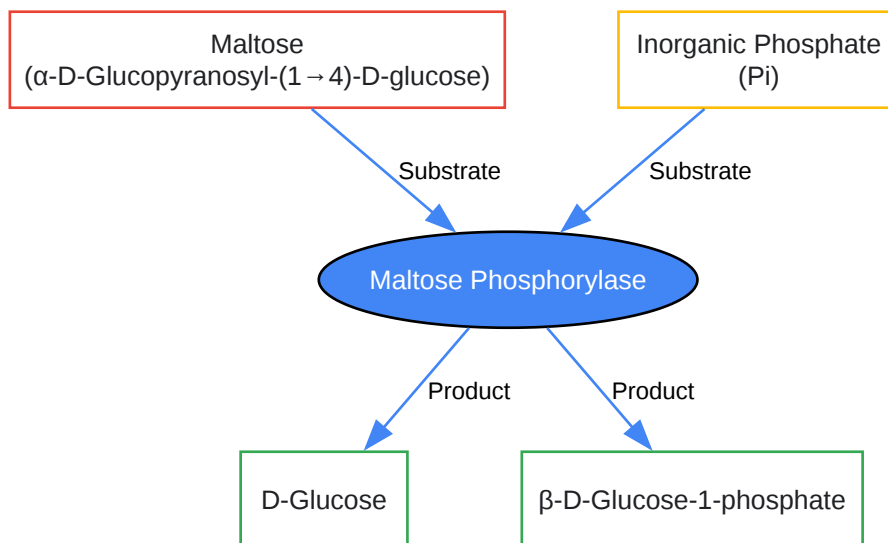 Maltose
(α-D-Glucopyranosyl-(1→4)-D-glucose)
Inorganic Phosphate
(Pi)
Substrate
Substrate
Maltose Phosphorylase
Product
Product
D-Glucose
β-D-Glucose-1-phosphate